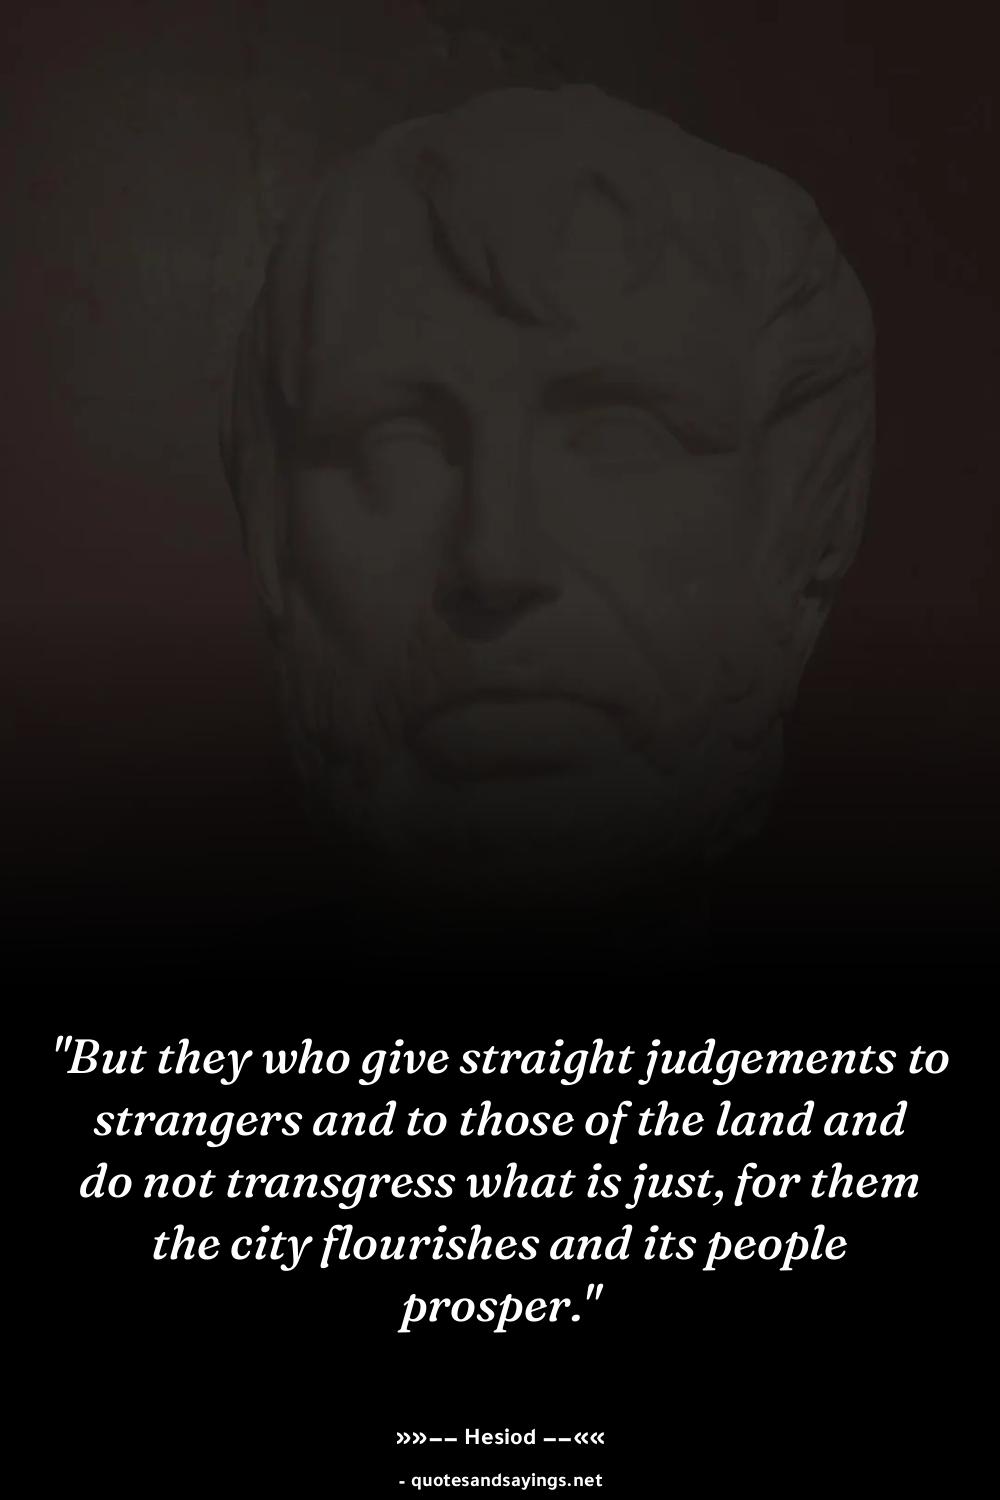 "But they who give straight judgements to
strangers and to those of the land and
do not transgress what is just, for them
the city flourishes and its people
prosper."
»»–– Hesiod ––««
- quotesandsayings.net